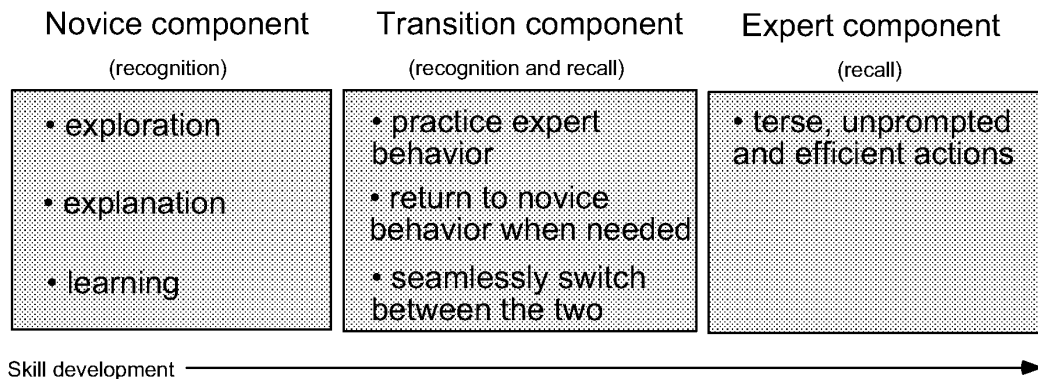 Novice component
(recognition)
• exploration
• explanation
• learning
Transition component
(recognition and recall)
• practice expert
behavior
• return to novice
behavior when needed
• seamlessly switch
between the two
Expert component
(recall)
• terse, unprompted
and efficient actions
Skill development